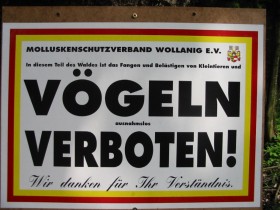 MOLLUSKENSCHUTZVERBAND WOLLANIG E.V.
In diesem Teil des Waldes ist das Fangen und Belästigen von Kleintieren und
VÖGELN
ausnahmslos
VERBOTEN!
Wir danken für Ihr Verständnis.